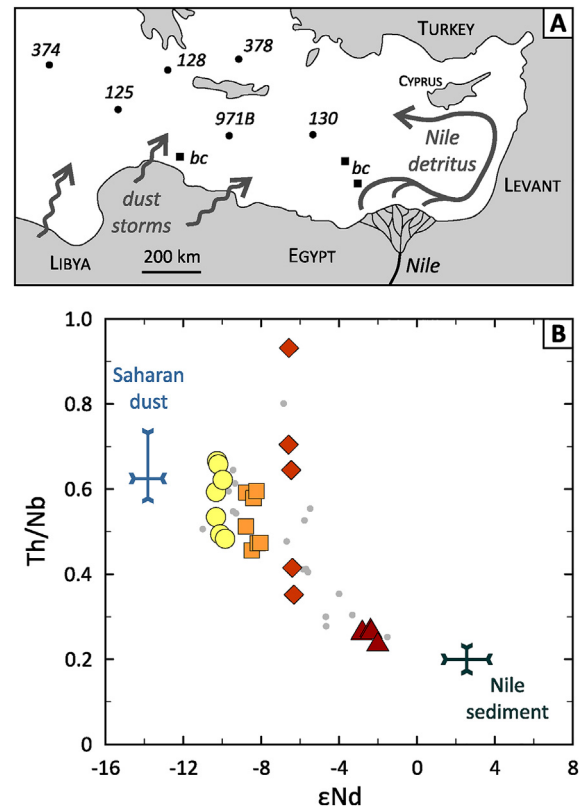 A
TURKEY
374
128
378
CYPRUS
125
971B
130
Nile
detritus
bc
bc
LEVANT
dust
storms
LIBYA
200 km
EGYPT
Nile
B
1.0
Saharan
dust
0.8
0.6
Th/Nb
0.4
0.2
Nile
sediment
0
-16
-12
-8
-4
0
4
8
εNd